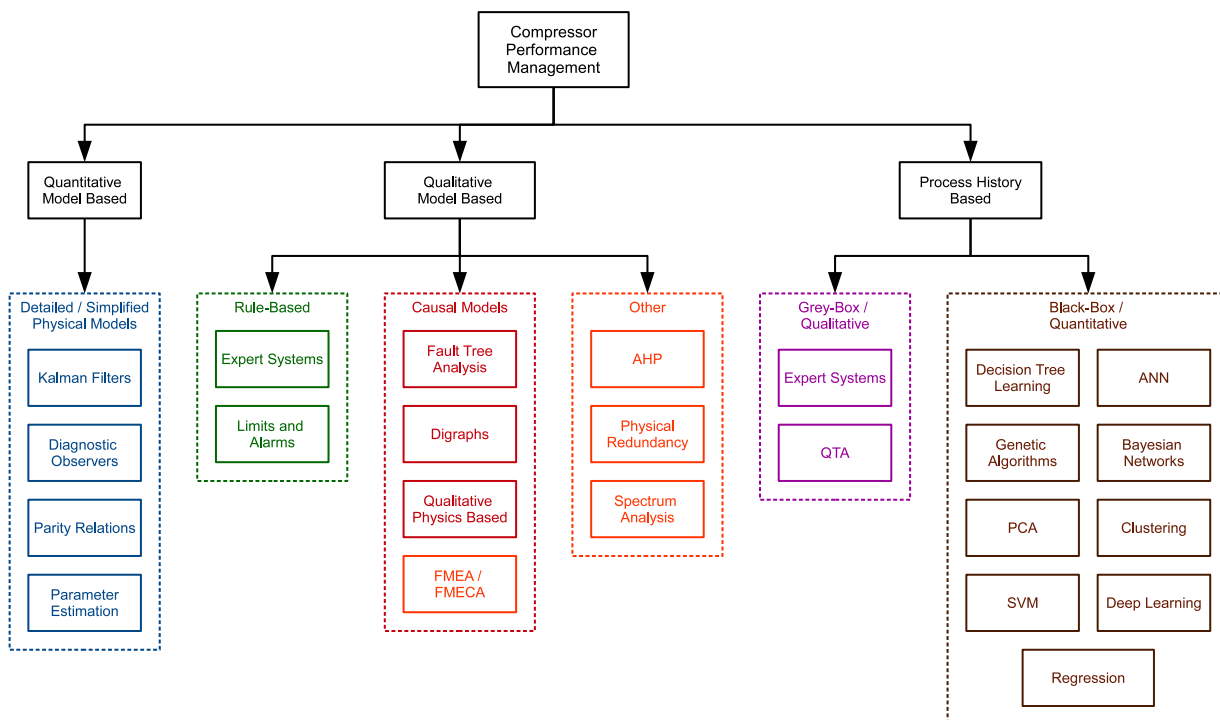 Compressor
Performance
Management
Quantitative
Model Based
Qualitative
Model Based
Process History
Based
Detailed / Simplified
Physical Models
Kalman Filters
Diagnostic
Observers
Parity Relations
Parameter
Estimation
Rule-Based
Expert Systems
Limits and
Alarms
Causal Models
Fault Tree
Analysis
Digraphs
Qualitative
Physics Based
FMEA /
FMECA
Other
AHP
Physical
Redundancy
Spectrum
Analysis
Grey-Box /
Qualitative
Expert Systems
QTA
Black-Box /
Quantitative
Decision Tree
Learning
ANN
Genetic
Algorithms
Bayesian
Networks
PCA
Clustering
SVM
Deep Learning
Regression